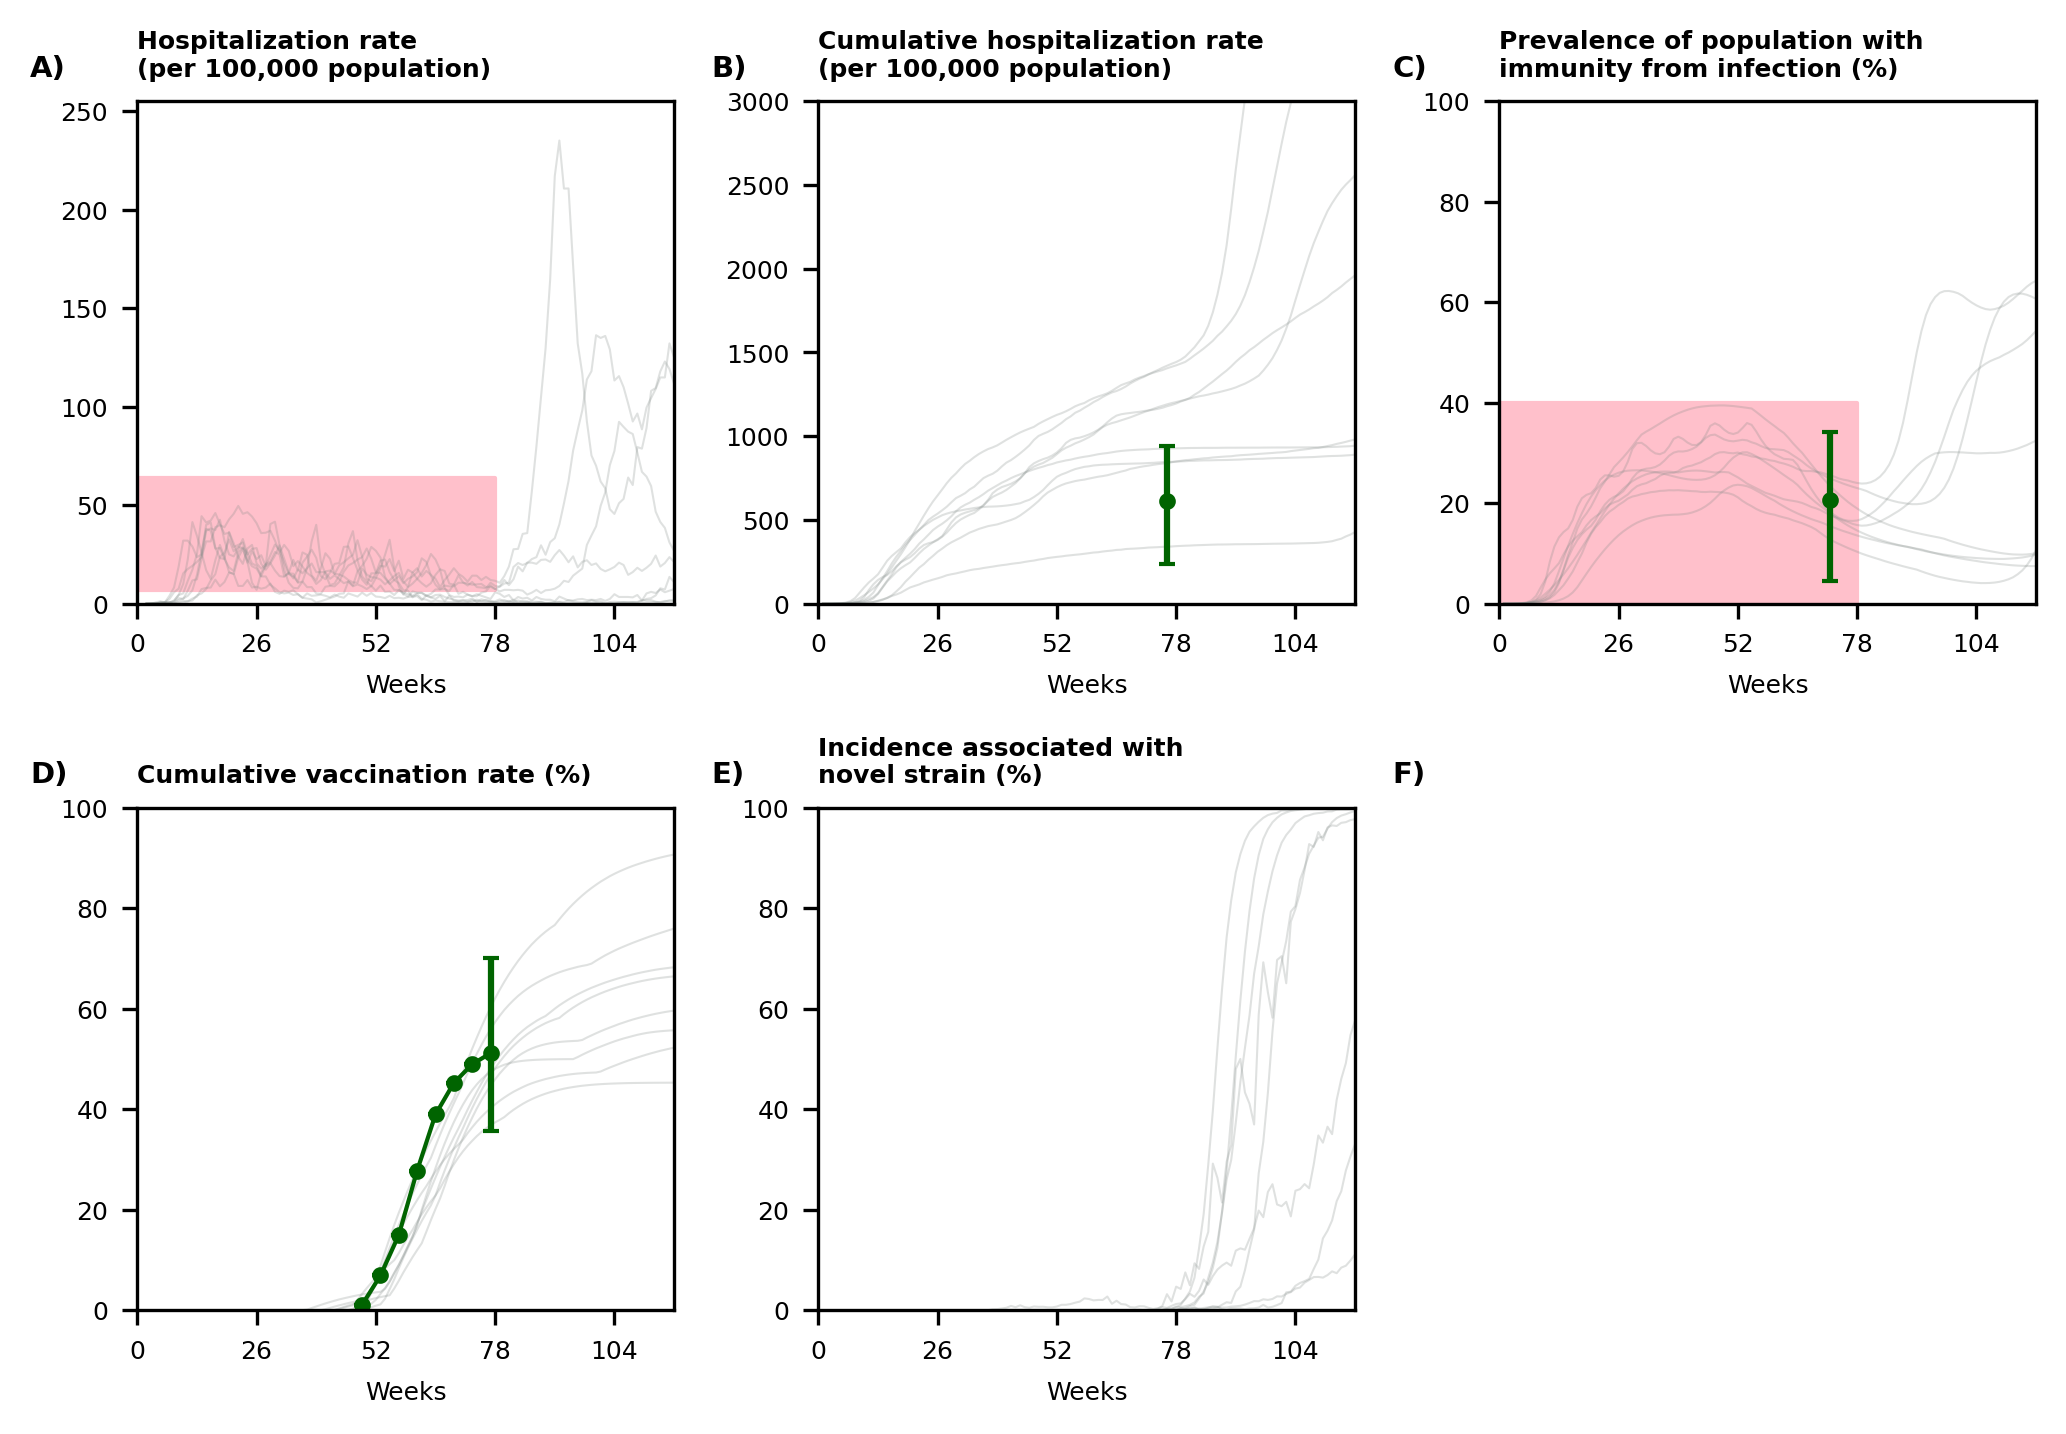 A)
Hospitalization rate
(per 100,000 population)
250
200
150
100
50
0
0 26 52 78 104
Weeks
B)
Cumulative hospitalization rate
(per 100,000 population)
3000
2500
2000
1500
1000
500
0
0 26 52 78 104
Weeks
C)
Prevalence of population with
immunity from infection (%)
100
80
60
40
20
0
0 26 52 78 104
Weeks
D)
Cumulative vaccination rate (%)
100
80
60
40
20
0
0 26 52 78 104
Weeks
E)
Incidence associated with
novel strain (%)
100
80
60
40
20
0
0 26 52 78 104
Weeks
F)